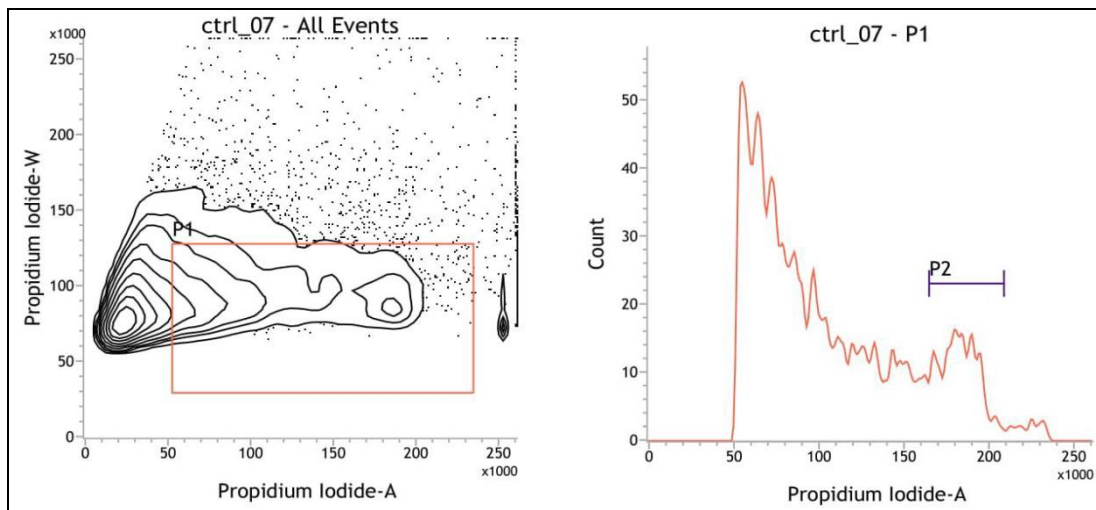 ctrl_07 - All Events
x1000
250
200
150
100
50
0
Propidium Iodide-W
P1
0 50 100 150 200 250
x1000
Propidium Iodide-A
ctrl_07 - P1
50
40
30
20
10
0
Count
P2
0 50 100 150 200 250
x1000
Propidium Iodide-A